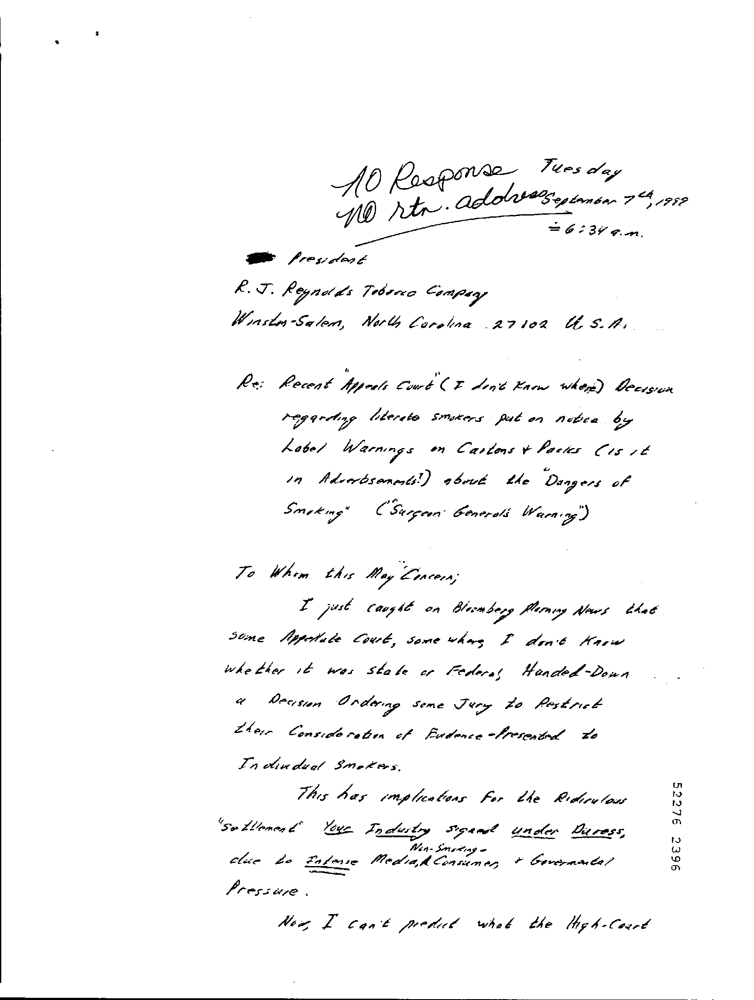 NO Response
NO rtn. address
Tuesday
September 7th, 1999
≐ 6:34 a.m.
President
R. J. Reynolds Tobacco Company
Winston-Salem, North Carolina 27102 U.S.A.
Re: Recent "Appeals Court" (I don't know where) Decision
regarding literate smokers put on notice by
Label Warnings on Cartons & Packs (is it
in Advertisements?) about the "Dangers of
Smoking" ("Surgeon General's Warning")
To Whom this May Concern;
I just caught on Bloomberg Morning News that
some Appellate Court, some where, I don't know
whether it was State or Federal, Handed-Down
a Decision Ordering some Jury to Restrict
their Consideration of Evidence-Presented to
Individual Smokers.
This has implications for the Ridiculous
"Settlement" Your Industry signed under Duress,
due to Intense Media, Non-Smoking-Consumer, & Governmental
Pressure.
Now, I can't predict what the High-Court
52276 2396